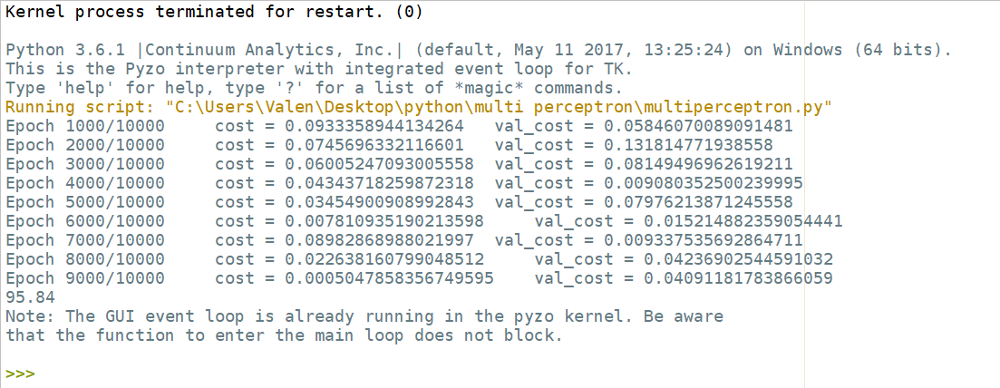 Kernel process terminated for restart. (0)
Python 3.6.1 |Continuum Analytics, Inc.| (default, May 11 2017, 13:25:24) on Windows (64 bits).
This is the Pyzo interpreter with integrated event loop for TK.
Type 'help' for help, type '?' for a list of *magic* commands.
Running script: "C:\Users\Valen\Desktop\python\multi perceptron\multiperceptron.py"
Epoch 1000/10000     cost = 0.0933358944134264   val_cost = 0.05846070089091481
Epoch 2000/10000     cost = 0.0745696332116601   val_cost = 0.131814771938558
Epoch 3000/10000     cost = 0.06005247093005558  val_cost = 0.08149496962619211
Epoch 4000/10000     cost = 0.04343718259872318  val_cost = 0.009080352500239995
Epoch 5000/10000     cost = 0.03454900908992843  val_cost = 0.07976213871245558
Epoch 6000/10000     cost = 0.007810935190213598     val_cost = 0.015214882359054441
Epoch 7000/10000     cost = 0.08982868988021997  val_cost = 0.009337535692864711
Epoch 8000/10000     cost = 0.022638160799048512     val_cost = 0.04236902544591032
Epoch 9000/10000     cost = 0.0005047858356749595    val_cost = 0.04091181783866059
95.84
Note: The GUI event loop is already running in the pyzo kernel. Be aware
that the function to enter the main loop does not block.
>>>